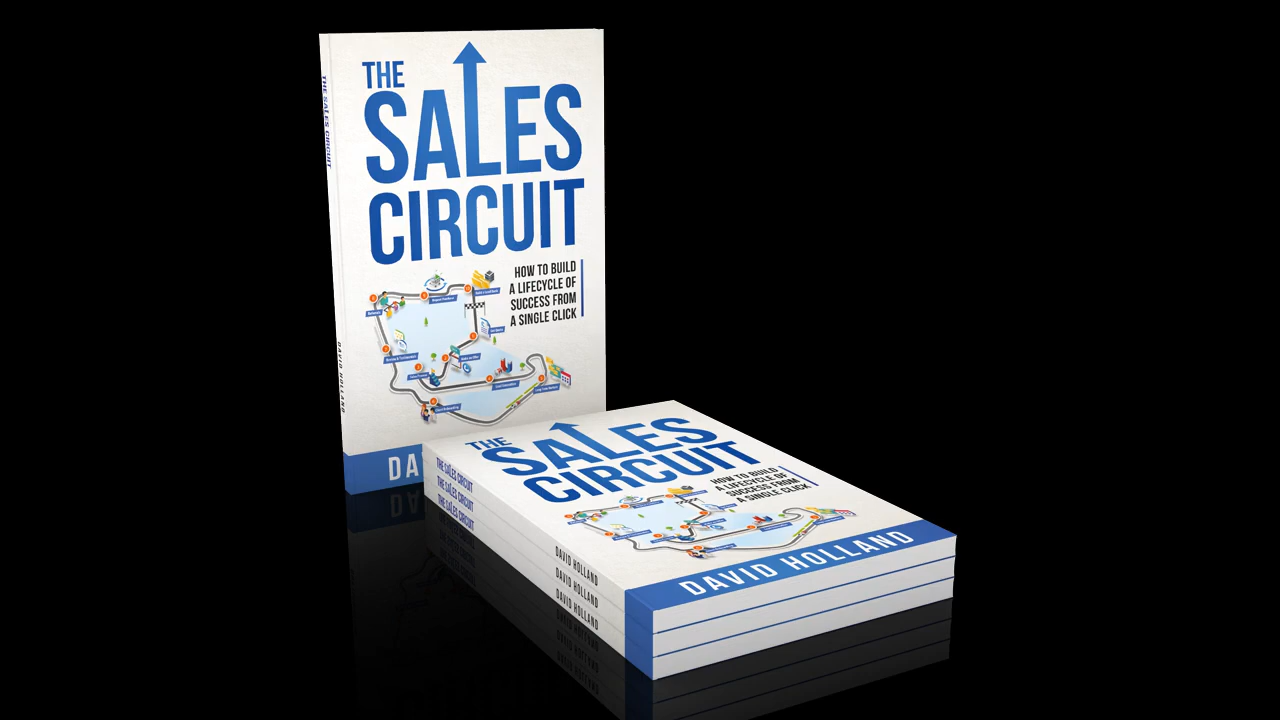 THE
SALES
CIRCUIT
HOW TO BUILD
A LIFECYCLE OF
SUCCESS FROM
A SINGLE CLICK
THE SALES CIRCUIT
DAVID HOLLAND
DA
THE SALES CIRCUIT
HOW TO BUILD
A LIFECYCLE OF
SUCCESS FROM
A SINGLE CLICK
DAVID HOLLAND
THE SALES CIRCUIT
THE SALES CIRCUIT
THE SALES CIRCUIT
DAVID HOLLAND
DAVID HOLLAND
DAVID HOLLAND